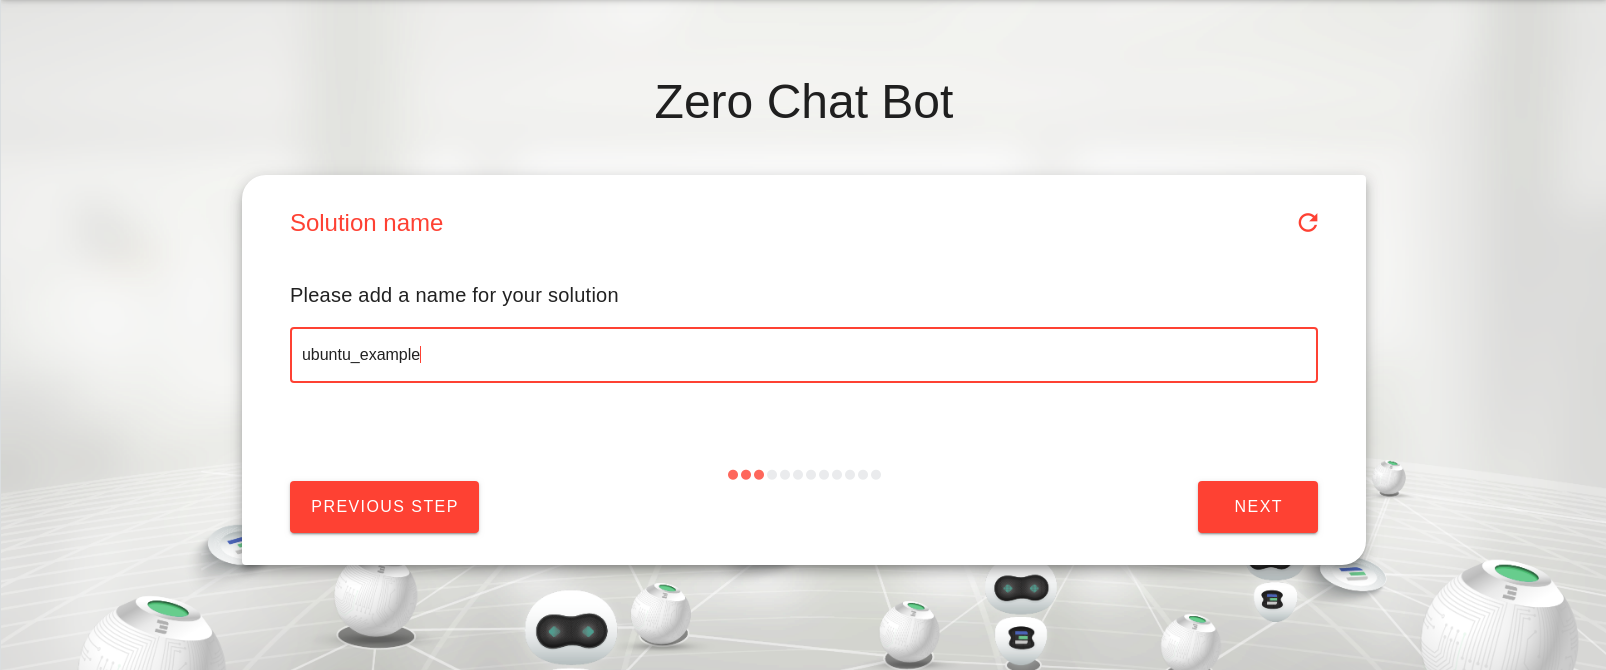 Zero Chat Bot
Solution name
Please add a name for your solution
ubuntu_example
PREVIOUS STEP
NEXT